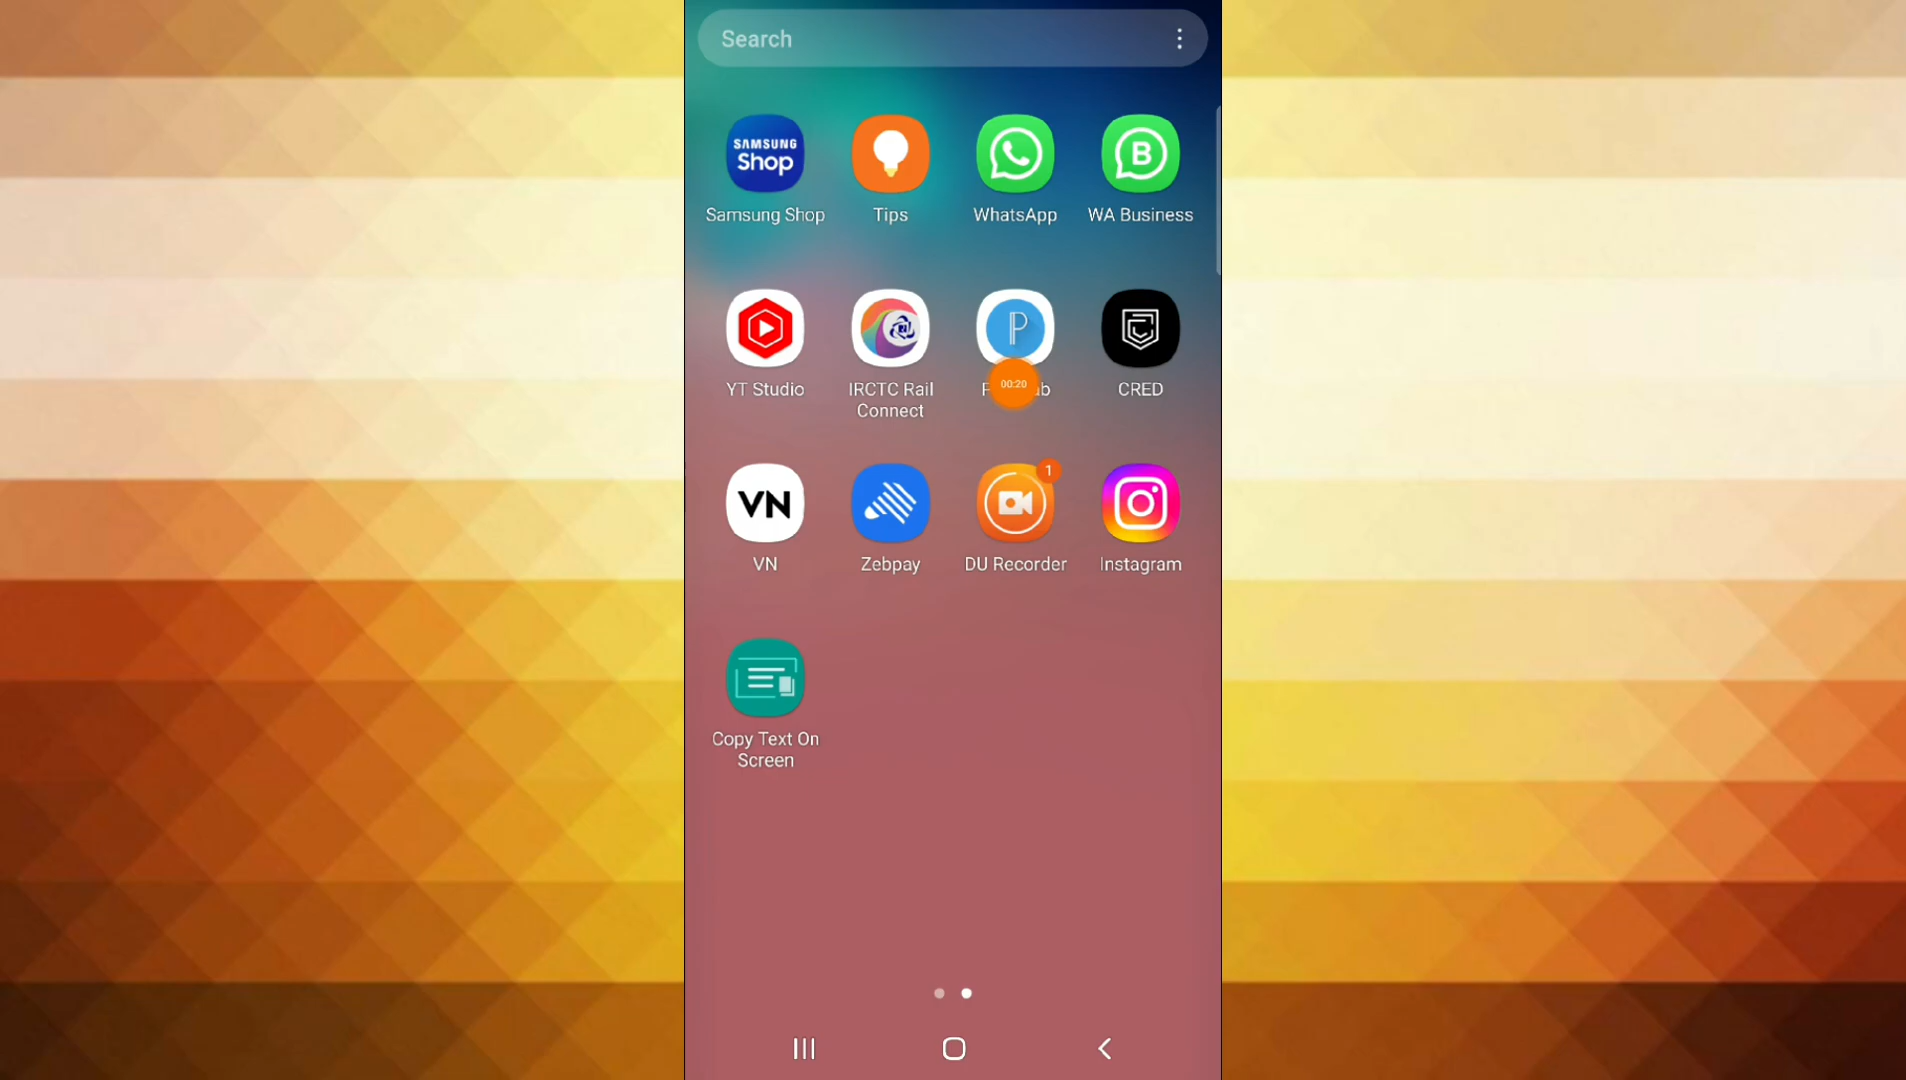 Search
SAMSUNG
Shop
Samsung Shop
Tips
WhatsApp
B
WA Business
YT Studio
IRCTC Rail
Connect
P
00:20
CRED
VN
VN
Zebpay
1
DU Recorder
Instagram
Copy Text On
Screen